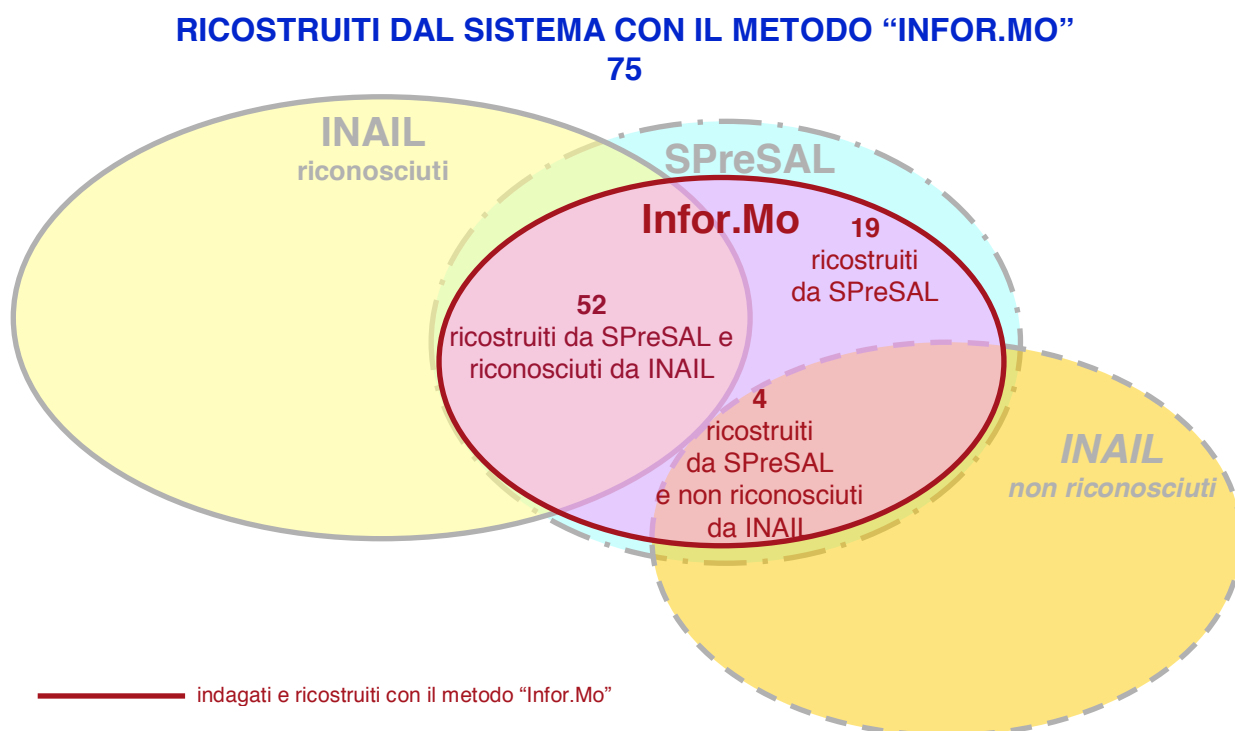 RICOSTRUITI DAL SISTEMA CON IL METODO “INFOR.MO”
75
INAIL
riconosciuti
SPreSAL
Infor.Mo
19
ricostruiti
da SPreSAL
52
ricostruiti da SPreSAL e
riconosciuti da INAIL
4
ricostruiti
da SPreSAL
e non riconosciuti
da INAIL
INAIL
non riconosciuti
indagati e ricostruiti con il metodo “Infor.Mo”